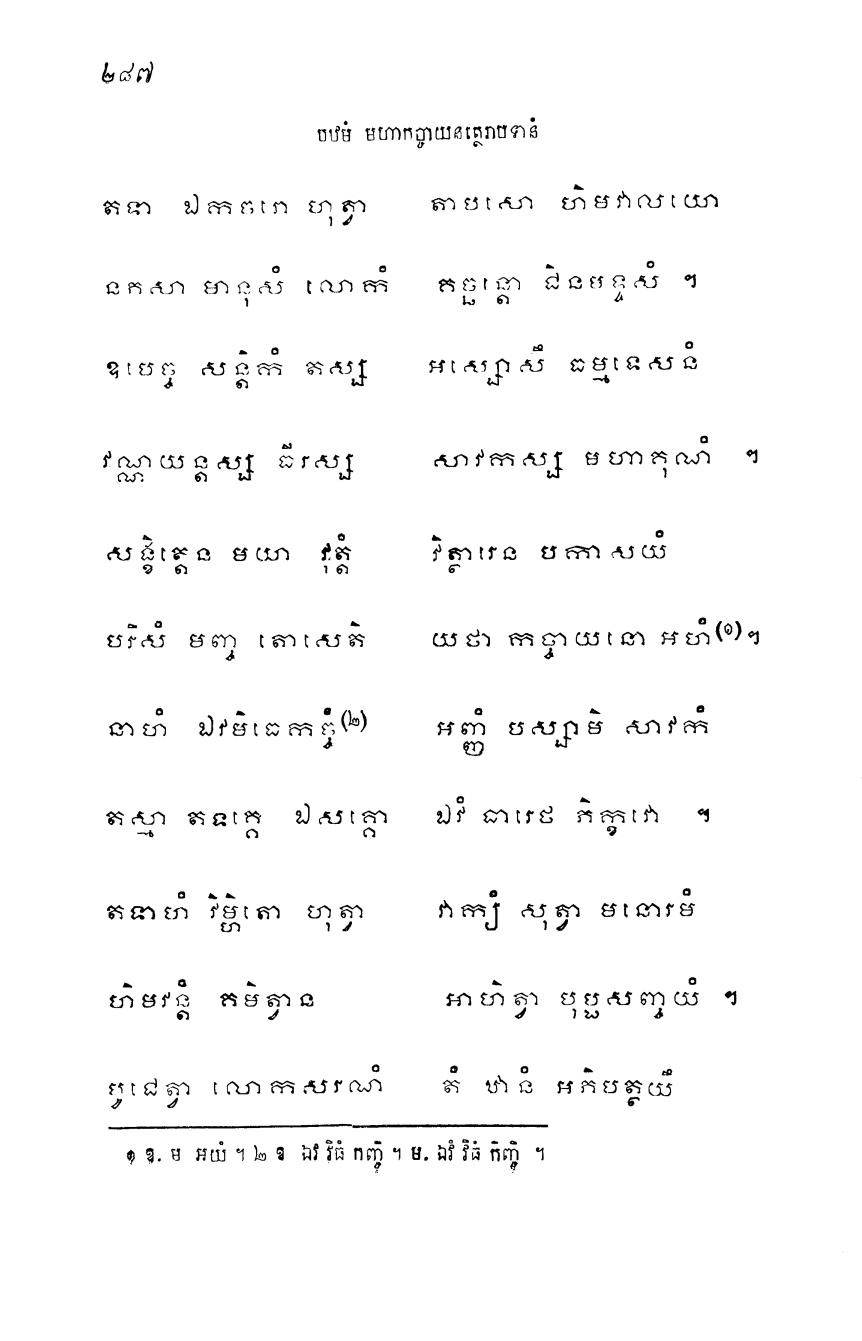 ២៨៧
បឋមំ មហាកច្ចាយនត្ថេរាបទានំ
តទា ឯកចរោ ហុត្វា តាបសោ ហិមវាលយោ
នភសា មានុសំ លោកំ គច្ឆន្តោ ជិនមទ្ទសំ ។
ឧបេច្ច សន្តិកំ តស្ស អស្សោសឹ ធម្មទេសនំ
វណ្ណយន្តស្ស ធីរស្ស សាវកស្ស មហាគុណំ ។
សង្ខិត្តេន មយា វុត្តំ វិត្ថារេន បកាសយំ
បរិសំ មញ្ច តោសេតិ យថា កច្ចាយនោ អហំ(១)។
នាហំ ឯវមិធេកច្ចំ(២) អញ្ញំ បស្សាមិ សាវកំ
តស្មា តទគ្គេ ឯសគ្គោ ឯវំ ធារេថ ភិក្ខវោ ។
តទាហំ វិម្ហិតោ ហុត្វា វាក្យំ សុត្វា មនោរមំ
ហិមវន្តំ គមិត្វាន អាហិត្វា បុប្ផសញ្ចយំ ។
បូជេត្វា លោកសរណំ តំ ឋានំ អភិបត្ថយឹ
១ ឱ. ម អយំ ។ ២ ឱ ឯវំ វិធំ កញ្ចិ ។ ម. ឯវំ វិធំ កិញ្ចិ ។